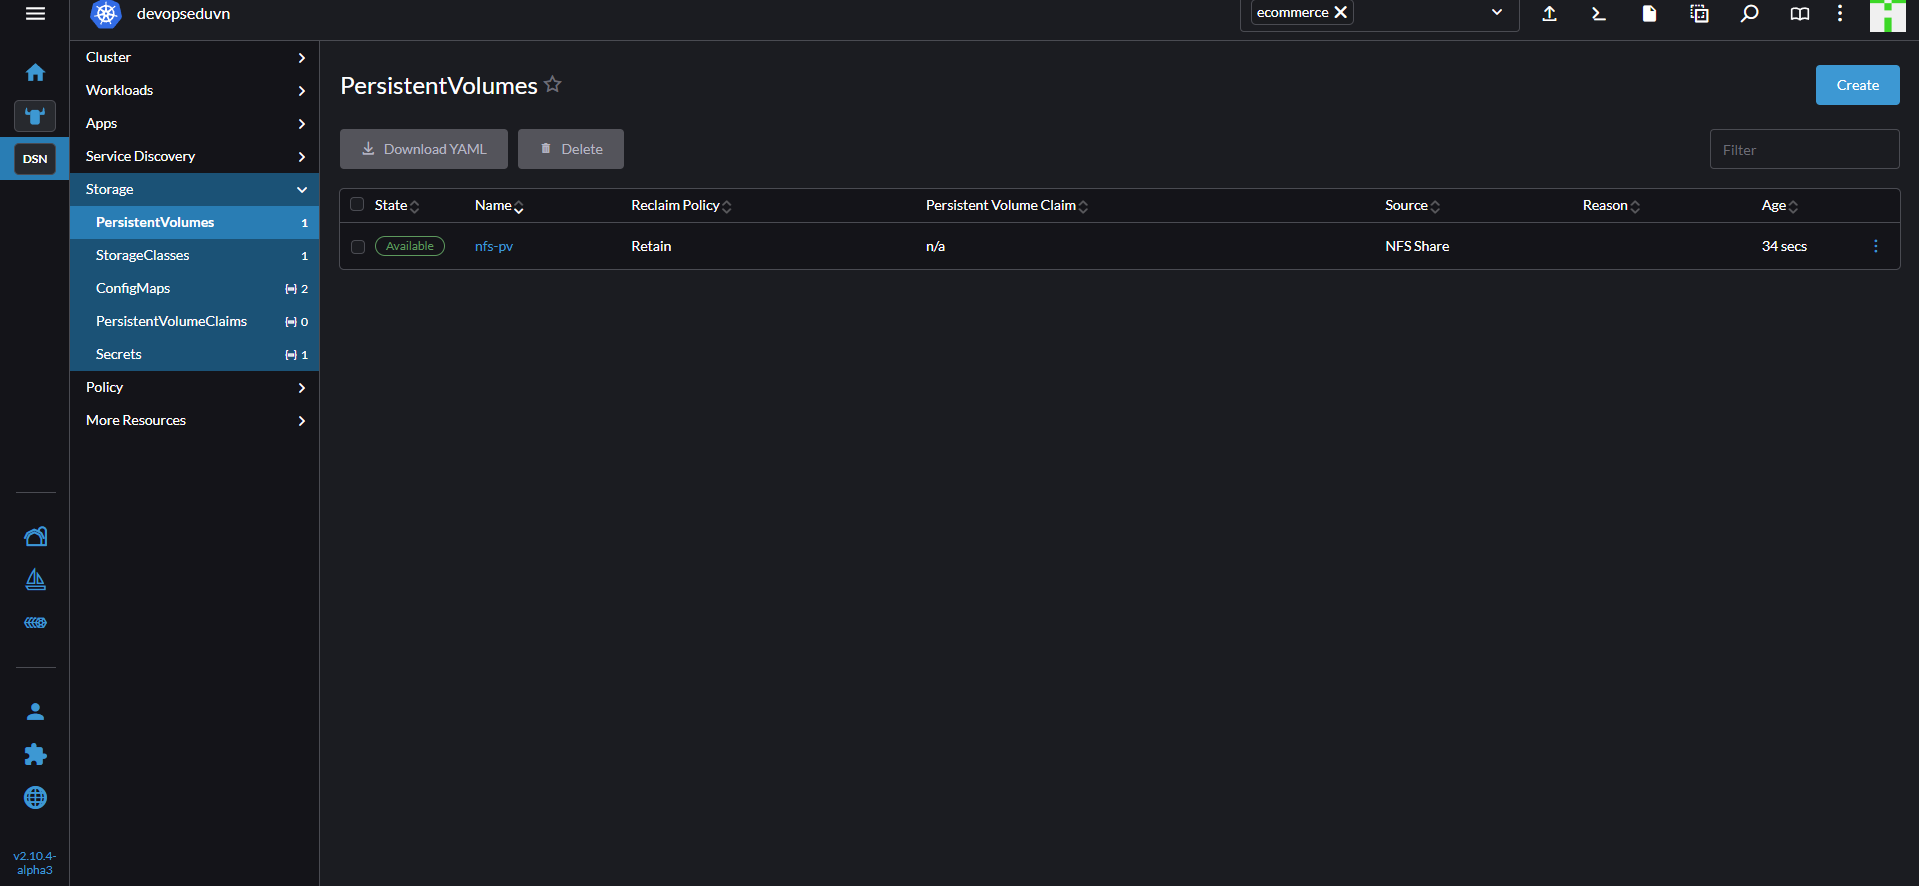 devopseduvn
ecommerce
Cluster
Workloads
Apps
Service Discovery
Storage
PersistentVolumes 1
StorageClasses 1
ConfigMaps 2
PersistentVolumeClaims 0
Secrets 1
Policy
More Resources
DSN
v2.10.4-
alpha3
PersistentVolumes
Create
Download YAML Delete
Filter
State Name Reclaim Policy Persistent Volume Claim Source Reason Age
Available nfs-pv Retain n/a NFS Share 34 secs